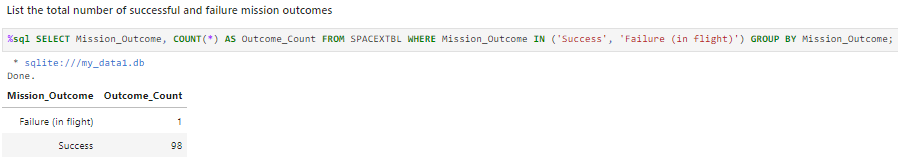 List the total number of successful and failure mission outcomes
%sql SELECT Mission_Outcome, COUNT(*) AS Outcome_Count FROM SPACEXTBL WHERE Mission_Outcome IN ('Success', 'Failure (in flight)') GROUP BY Mission_Outcome;
* sqlite:///my_data1.db
Done.
Mission_Outcome Outcome_Count
Failure (in flight) 1
Success 98